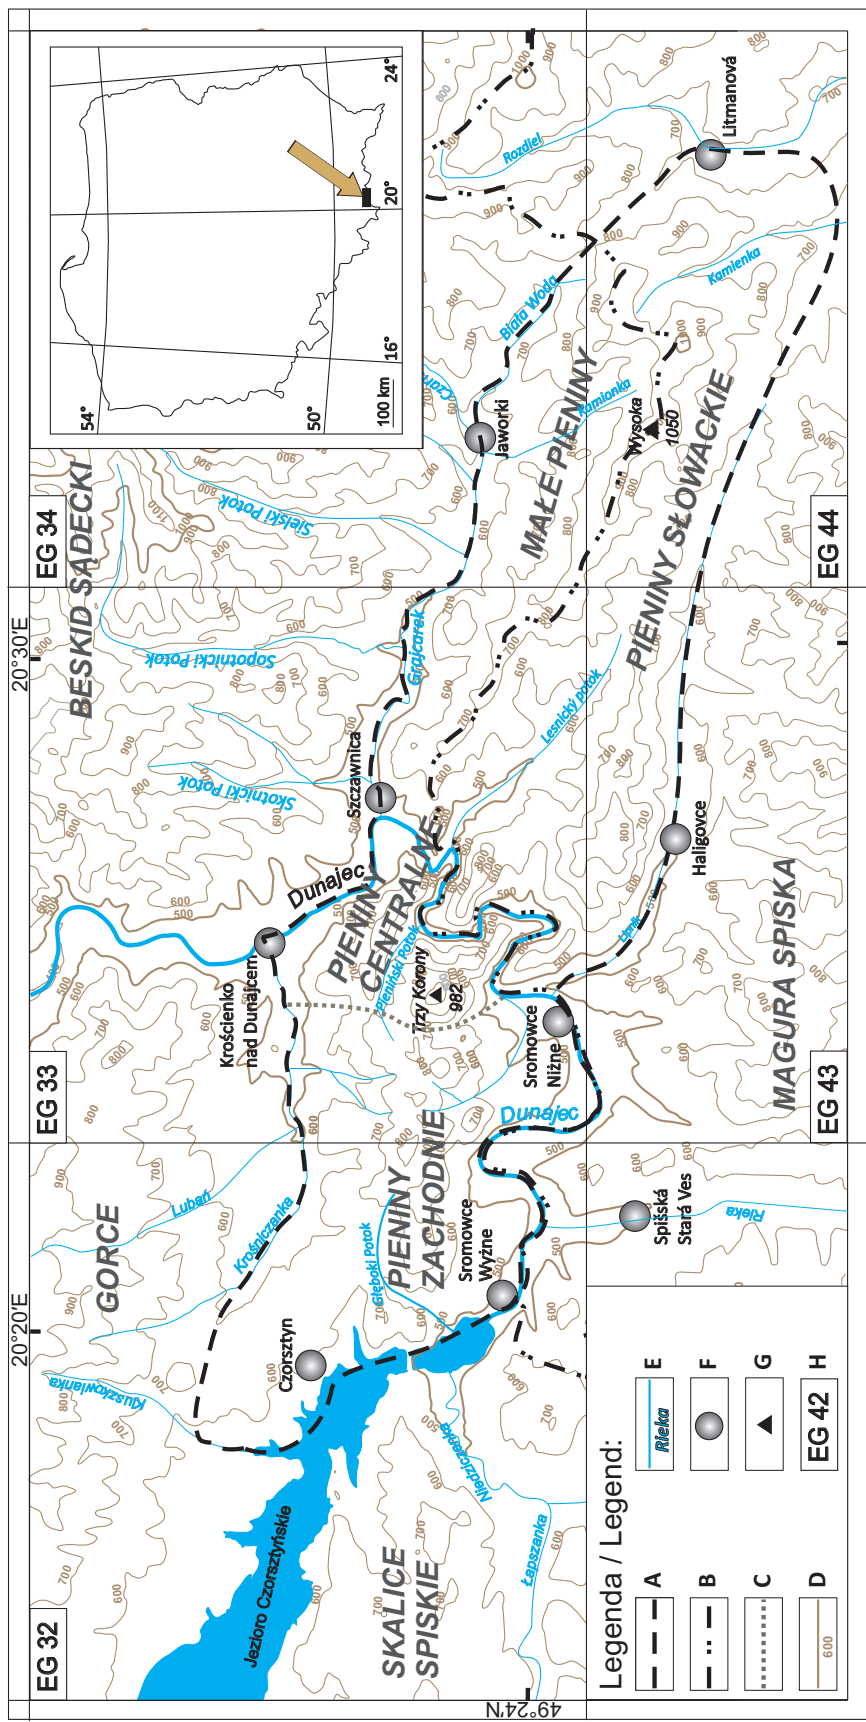 20°20′E
20°30′E
49°24′N
EG 32
EG 33
EG 34
EG 43
EG 44
GORCE
BESKID SĄDECKI
SKALICE
SPISKIE
PIENINY
ZACHODNIE
PIENINY
CENTRALNE
MAŁE PIENINY
PIENINY SŁOWACKIE
MAGURA SPISKA
Jezioro Czorsztyńskie
Kluszkowianka
Krośniczanka
Lubań
Głęboki Potok
Niedziczanka
Łapszanka
Rieka
Dunajec
Dunajec
Pieniński Potok
Skotnicki Potok
Sopotnicki Potok
Sielski Potok
Grajcarek
Lesnický potok
Lipnik
Czarn
Biała Woda
Kamionka
Rozdiel
Kamienka
Czorsztyn
Sromowce
Wyżne
Spišská
Stará Ves
Krościenko
nad Dunajcem
Sromowce
Niżne
Szczawnica
Haligovce
Jaworki
Litmanová
Trzy Korony
982
Wysoka
1050
54°
50°
16°
20°
24°
100 km
Legenda / Legend:
A
B
C
600
D
Rieka
E
F
G
EG 42
H